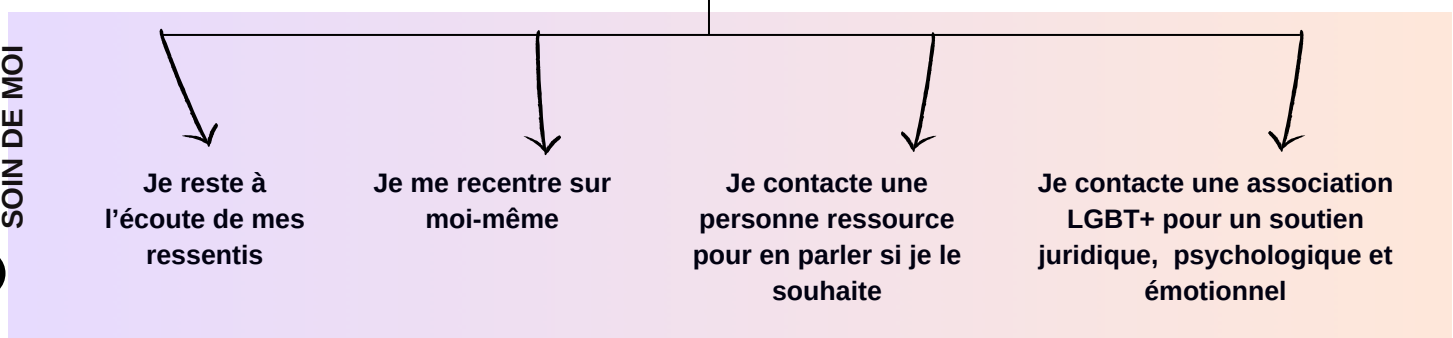 SOIN DE MOI
Je reste à
l’écoute de mes
ressentis
Je me recentre sur
moi-même
Je contacte une
personne ressource
pour en parler si je le
souhaite
Je contacte une association
LGBT+ pour un soutien
juridique,  psychologique et
émotionnel